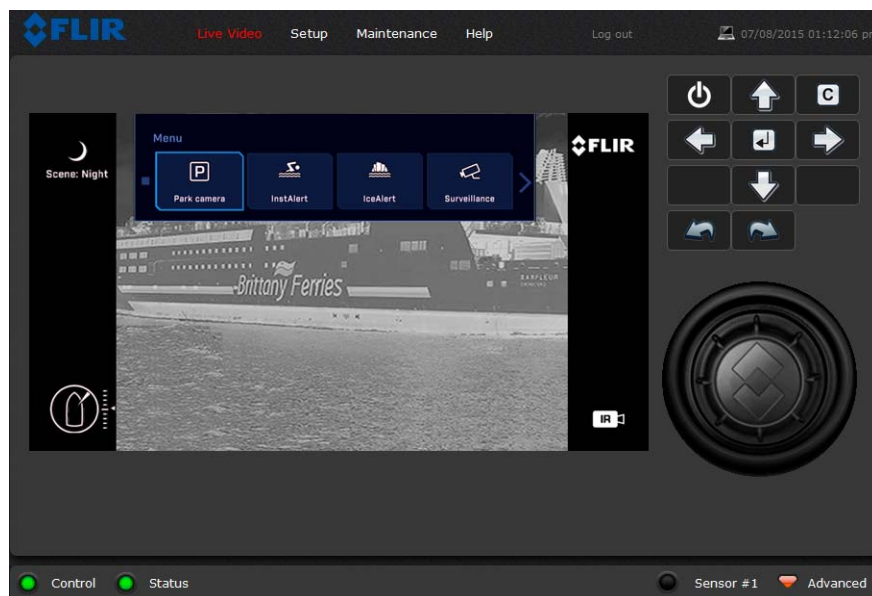 FLIR
Live Video Setup Maintenance Help Log out 07/08/2015 01:12:06
C
Menu
FLIR
Scene: Night
P
Park camera InstAlert IceAlert Surveillance
BARFLEUR
Brittany Ferries
IR
Control Status Sensor #1 Advanced